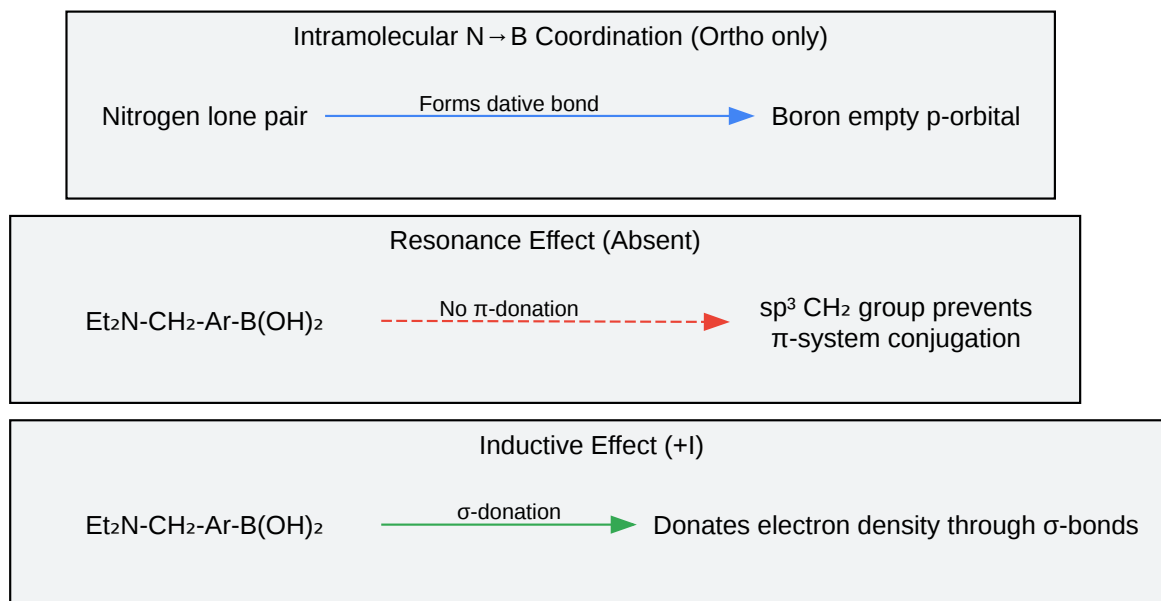 Intramolecular N→B Coordination (Ortho only)
Nitrogen lone pair
Forms dative bond
Boron empty p-orbital
Resonance Effect (Absent)
Et₂N-CH₂-Ar-B(OH)₂
No π-donation
sp³ CH₂ group prevents
π-system conjugation
Inductive Effect (+I)
Et₂N-CH₂-Ar-B(OH)₂
σ-donation
Donates electron density through σ-bonds